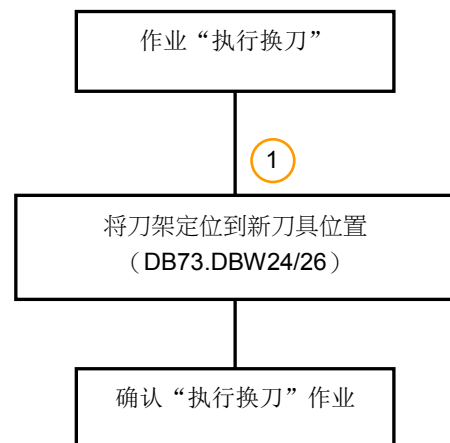 作业“执行换刀”
1
将刀架定位到新刀具位置
（DB73.DBW24/26）
确认“执行换刀”作业